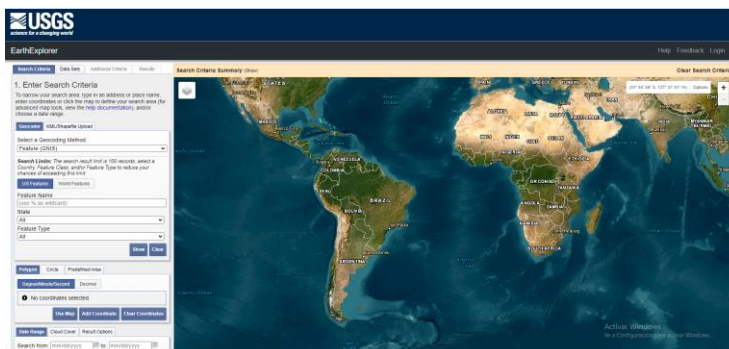 USGS
science for a changing world
EarthExplorer
Help Feedback Login
Search Criteria Data Sets Additional Criteria Results
Search Criteria Summary (Show)
Clear Search Criteria
1. Enter Search Criteria
To narrow your search area: type in an address or place name,
enter coordinates or click the map to define your search area (for
advanced map tools, view the help documentation), and/or
choose a date range.
Geocoder KML/Shapefile Upload
Select a Geocoding Method
Feature (GNIS)
Search Limits: The search result limit is 100 records; select a
Country, Feature Class, and/or Feature Type to reduce your
chances of exceeding this limit.
US Features World Features
Feature Name
(use % as wildcard)
State
All
Feature Type
All
Show Clear
Polygon Circle Predefined Area
Degree/Minute/Second Decimal
No coordinates selected.
Use Map Add Coordinate Clear Coordinates
Date Range Cloud Cover Result Options
Search from: mm/dd/yyyy to: mm/dd/yyyy
Options
STATES
VENEZUELA
COLOMBIA
PERU
BRAZIL
BOLIVIA
ARGENTINA
SPAIN
ALGERIA
LIBYA
EGYPT
MALI
NIGER
SUDAN
ETHIOPIA
DR CONGO
TANZANIA
ANGOLA
ZAMBIA
NAMIBIA
SOUTH AFRICA
INDIA
MYANMAR
Activar Windows